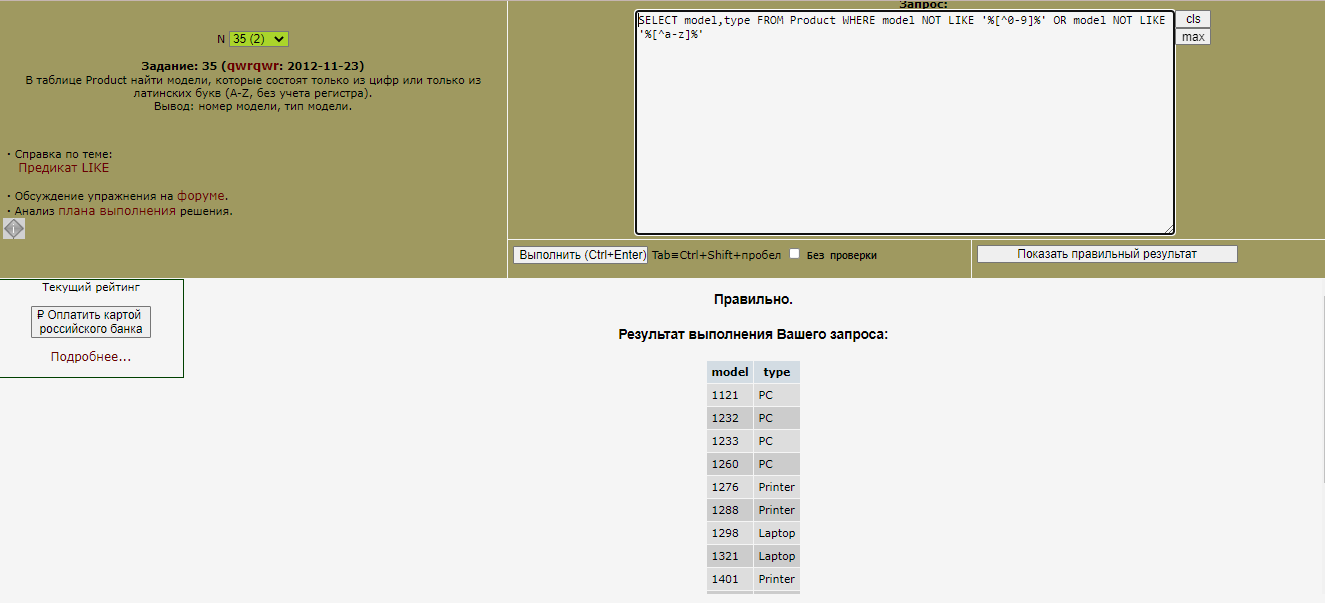 N 35 (2)
Задание: 35 (qwrqwr: 2012-11-23)
В таблице Product найти модели, которые состоят только из цифр или только из
латинских букв (A-Z, без учета регистра).
Вывод: номер модели, тип модели.
· Справка по теме:
Предикат LIKE
· Обсуждение упражнения на форуме.
· Анализ плана выполнения решения.
Запрос:
SELECT model,type FROM Product WHERE model NOT LIKE '%[^0-9]%' OR model NOT LIKE
'%[^a-z]%'
cls
max
Выполнить (Ctrl+Enter) Tab≡Ctrl+Shift+пробел Без проверки
Показать правильный результат
Текущий рейтинг
₽ Оплатить картой
российского банка
Подробнее...
Правильно.
Результат выполнения Вашего запроса:
model type
1121 PC
1232 PC
1233 PC
1260 PC
1276 Printer
1288 Printer
1298 Laptop
1321 Laptop
1401 Printer